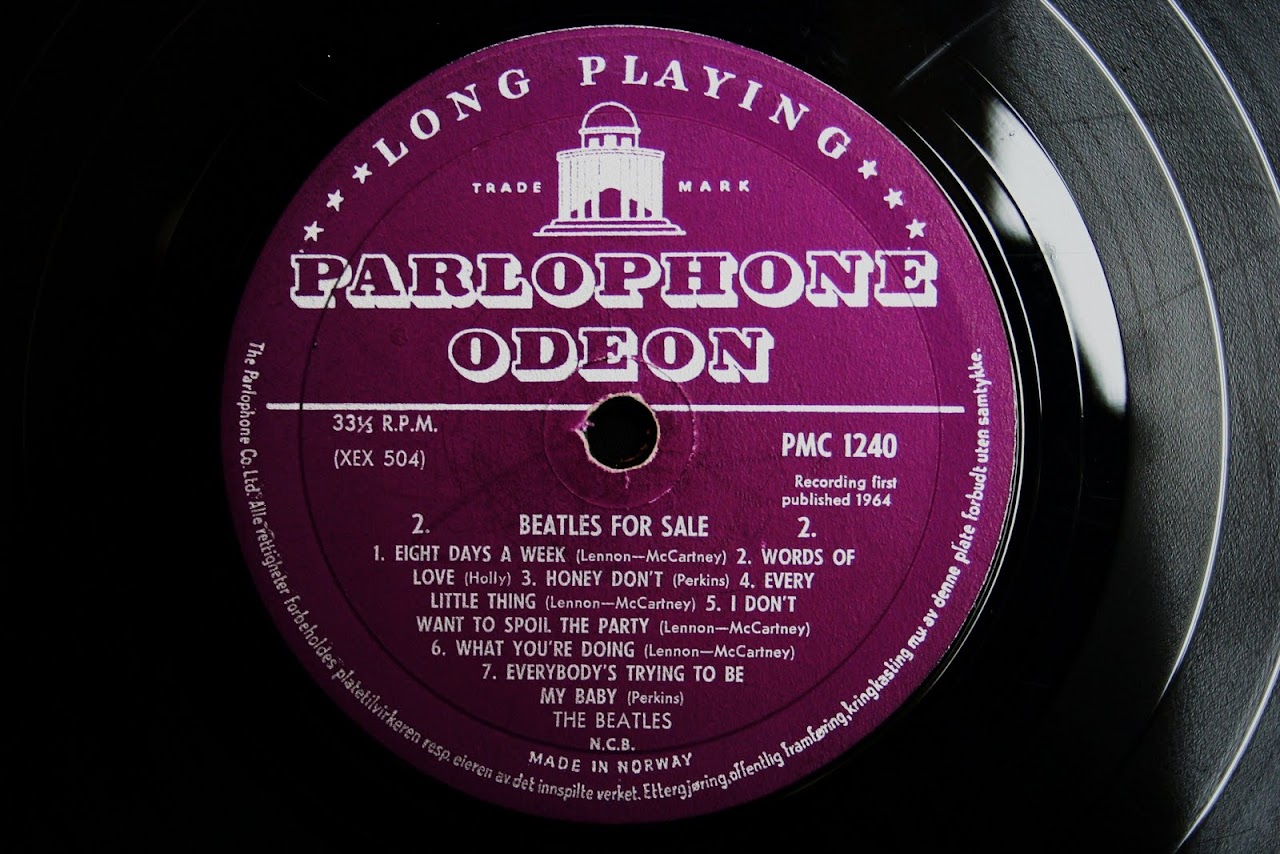 LONG PLAYING
TRADE MARK
PARLOPHONE
ODEON
33⅓ R.P.M.
(XEX 504)
PMC 1240
Recording first
published 1964
2. BEATLES FOR SALE 2.
1. EIGHT DAYS A WEEK (Lennon—McCartney) 2. WORDS OF
LOVE (Holly) 3. HONEY DON'T (Perkins) 4. EVERY
LITTLE THING (Lennon—McCartney) 5. I DON'T
WANT TO SPOIL THE PARTY (Lennon—McCartney)
6. WHAT YOU'RE DOING (Lennon—McCartney)
7. EVERYBODY'S TRYING TO BE
MY BABY (Perkins)
THE BEATLES
N.C.B.
MADE IN NORWAY
The Parlophone Co. Ltd. Alle rettigheter forbeholdes platetilvirkeren resp. eieren av det innspilte verket. Ettergjøring, offentlig framføring, kringkasting m.v. av denne plate forbudt uten samtykke.